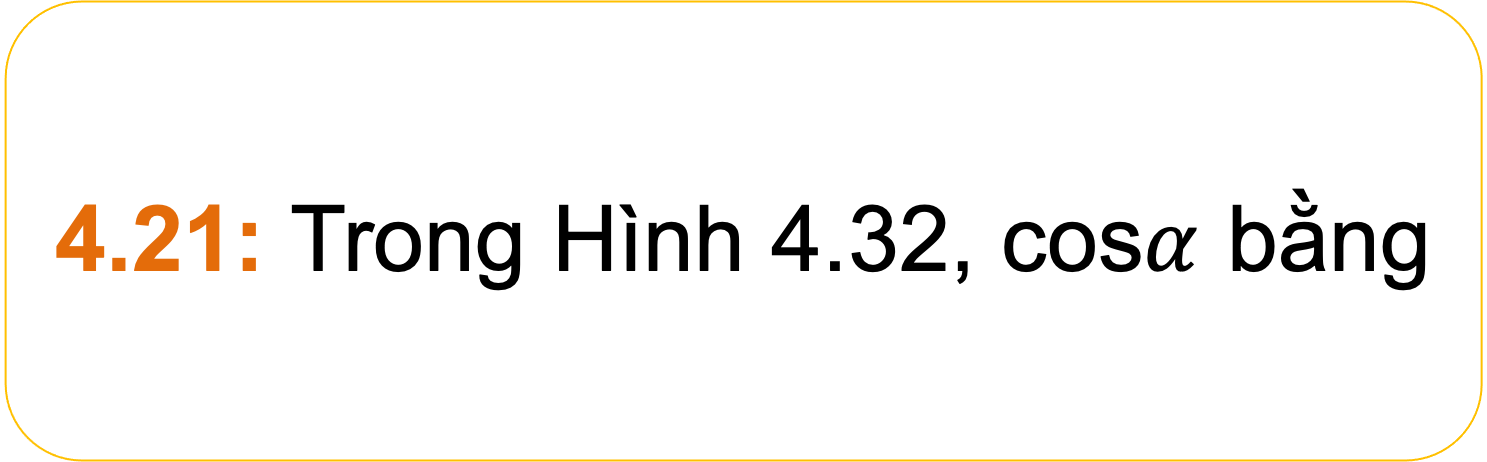 4.21: Trong Hình 4.32, cos𝛼 bằng